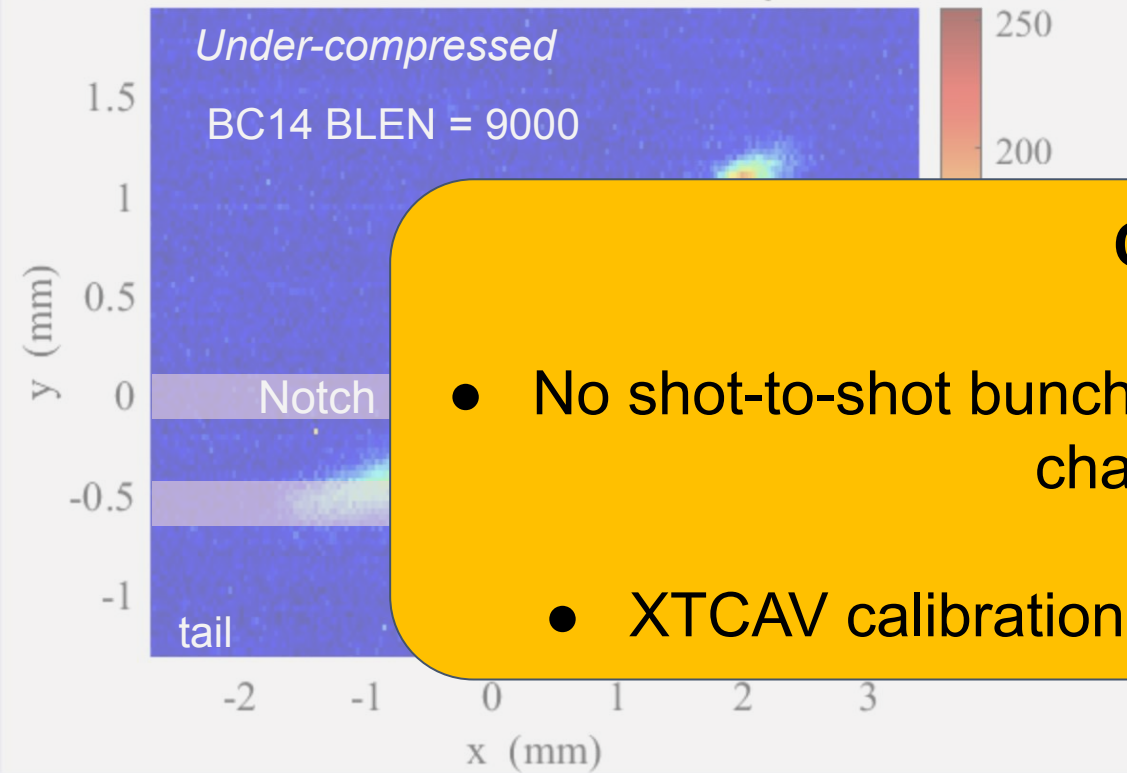 Under-compressed
BC14 BLEN = 9000
250
200
1.5
1
0.5
0
-0.5
-1
y (mm)
Notch
tail
● No shot-to-shot bunch
● XTCAV calibration
-2 -1 0 1 2 3
x (mm)